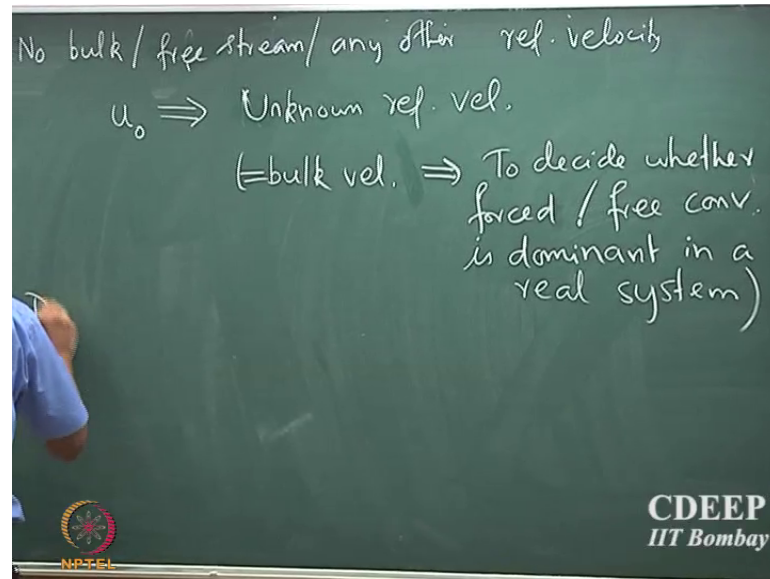 No bulk / free stream / any other ref. velocity
u₀ ⇒ Unknown ref. vel.
(=bulk vel. ⇒ To decide whether
forced / free conv.
is dominant in a
real system)
NPTEL
CDEEP
IIT Bombay